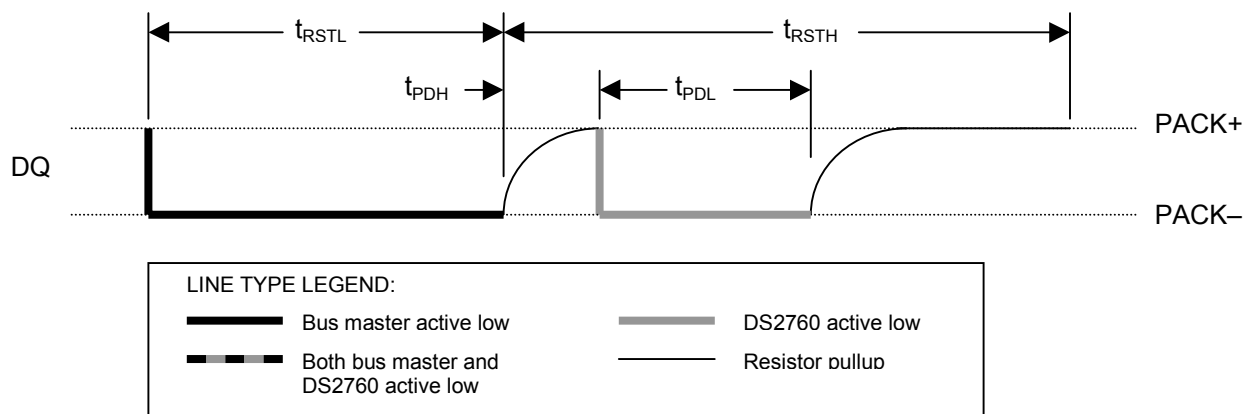 tRSTL
tRSTH
tPDH
tPDL
PACK+
DQ
PACK–
LINE TYPE LEGEND:
Bus master active low
DS2760 active low
Both bus master and
DS2760 active low
Resistor pullup